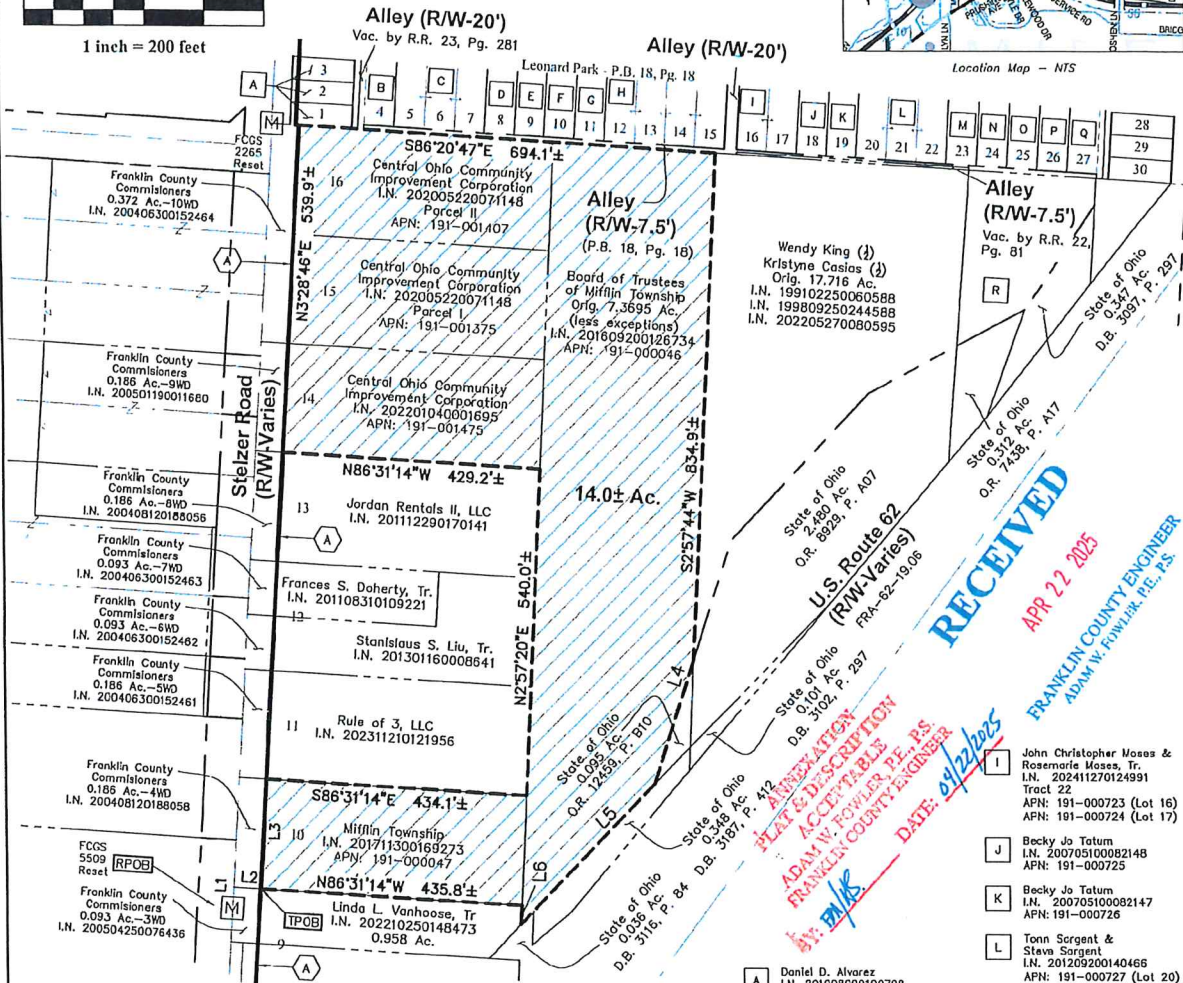 1 inch = 200 feet
Alley (R/W-20')
Vac. by R.R. 23, Pg. 281
Alley (R/W-20')
Leonard Park - P.B. 18, Pg. 18
SERVICE RD
Location Map - NTS
A
3
2
1
B
4
5
C
6
7
D
8
E
9
F
10
G
11
H
12
13
14
15
I
16
17
J
18
K
19
20
L
21
22
M
23
N
24
O
25
P
26
Q
27
28
29
30
M
FCGS
2265
Reset
S86°20'47"E 694.1'±
N3°28'46"E 539.9'±
16
Central Ohio Community
Improvement Corporation
I.N. 202005220071148
Parcel II
APN: 191-001407
15
Central Ohio Community
Improvement Corporation
I.N. 202005220071148
Parcel I
APN: 191-001375
14
Central Ohio Community
Improvement Corporation
I.N. 202201040001695
APN: 191-001475
Alley
(R/W-7.5')
(P.B. 18, Pg. 18)
Board of Trustees
of Mifflin Township
Orig. 7.3695 Ac.
(less exceptions)
I.N. 201609200126734
APN: 191-000046
14.0± Ac.
S2°57'44"W 834.9'±
Wendy King (½)
Kristyne Casias (½)
Orig. 17.716 Ac.
I.N. 199102250060588
I.N. 199809250244588
I.N. 202205270080595
Alley
(R/W-7.5')
Vac. by R.R. 22,
Pg. 81
R
State of Ohio
0.347 Ac.
D.B. 3097, P. 297
State of Ohio
0.312 Ac.
O.R. 7438, P. A17
State of Ohio
2.480 Ac.
O.R. 8929, P. A07
U.S. Route 62
(R/W-Varies)
FRA-62-19.06
Franklin County
Commisioners
0.372 Ac.-10WD
I.N. 200406300152464
A
Franklin County
Commisioners
0.186 Ac.-9WD
I.N. 200501190011680
Stelzer Road
(R/W-Varies)
Franklin County
Commisioners
0.186 Ac.-8WD
I.N. 200408120188056
Franklin County
Commisioners
0.093 Ac.-7WD
I.N. 200406300152463
Franklin County
Commisioners
0.093 Ac.-6WD
I.N. 200406300152462
Franklin County
Commisioners
0.186 Ac.-5WD
I.N. 200406300152461
Franklin County
Commisioners
0.186 Ac.-4WD
I.N. 200408120188058
FCGS
5509
Reset
RPOB
L1
L2
L3
M
Franklin County
Commisioners
0.093 Ac.-3WD
I.N. 200504250076436
N86°31'14"W 429.2'±
13
Jordan Rentals II, LLC
I.N. 201112290170141
A
Frances S. Doherty, Tr.
I.N. 201108310109221
12
Stanislaus S. Liu, Tr.
I.N. 201301160008641
N2°57'20"E 540.0'±
11
Rule of 3, LLC
I.N. 202311210121956
S86°31'14"E 434.1'±
10
Mifflin Township
I.N. 201711300169273
APN: 191-000047
N86°31'14"W 435.8'±
TPOB
Linda L. Vanhoose, Tr
I.N. 202210250148473
0.958 Ac.
9
A
L4
L5
L6
State of Ohio
0.095 Ac.
O.R. 12459, P. B10
State of Ohio
0.101 Ac.
D.B. 3102, P. 297
State of Ohio
0.348 Ac.
D.B. 3187, P. 412
State of Ohio
0.036 Ac.
D.B. 3116, P. 84
RECEIVED
APR 22 2025
FRANKLIN COUNTY ENGINEER
ADAM W. FOWLER, P.E., P.S.
ANNEXATION
PLAT & DESCRIPTION
ACCEPTABLE
ADAM W. FOWLER, P.E., P.S.
FRANKLIN COUNTY ENGINEER
BY:
DATE: 04/22/2025
I
John Christopher Moses &
Rosemarie Moses, Tr.
I.N. 202411270124991
Tract 22
APN: 191-000723 (Lot 16)
APN: 191-000724 (Lot 17)
J
Becky Jo Tatum
I.N. 200705100082148
APN: 191-000725
K
Becky Jo Tatum
I.N. 200705100082147
APN: 191-000726
L
Tonn Sargent &
Steve Sargent
I.N. 201209200140466
APN: 191-000727 (Lot 20)
A
Daniel D. Alvarez